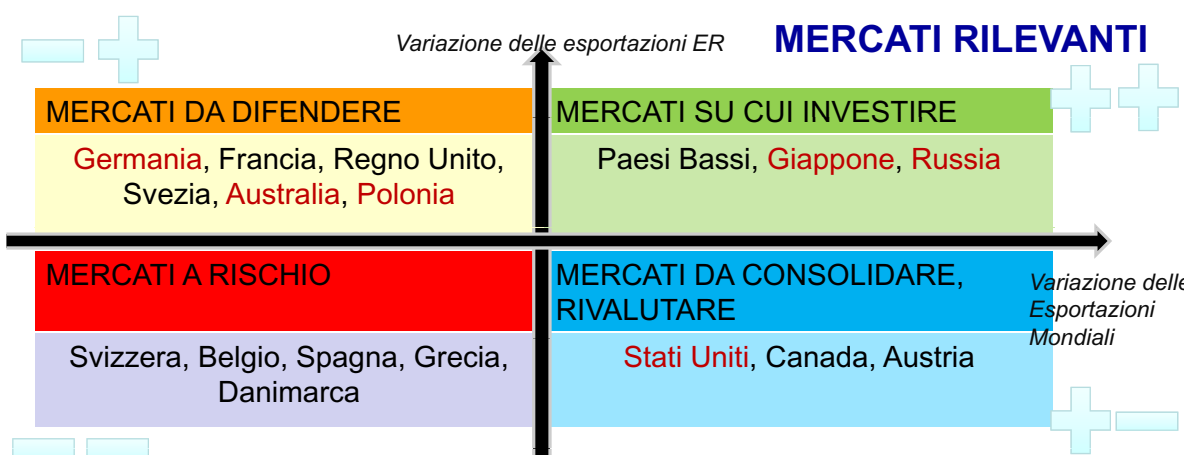 Variazione delle esportazioni ER
MERCATI RILEVANTI
MERCATI DA DIFENDERE
Germania, Francia, Regno Unito,
Svezia, Australia, Polonia
MERCATI SU CUI INVESTIRE
Paesi Bassi, Giappone, Russia
MERCATI A RISCHIO
Svizzera, Belgio, Spagna, Grecia,
Danimarca
MERCATI DA CONSOLIDARE,
RIVALUTARE
Stati Uniti, Canada, Austria
Variazione delle
Esportazioni
Mondiali